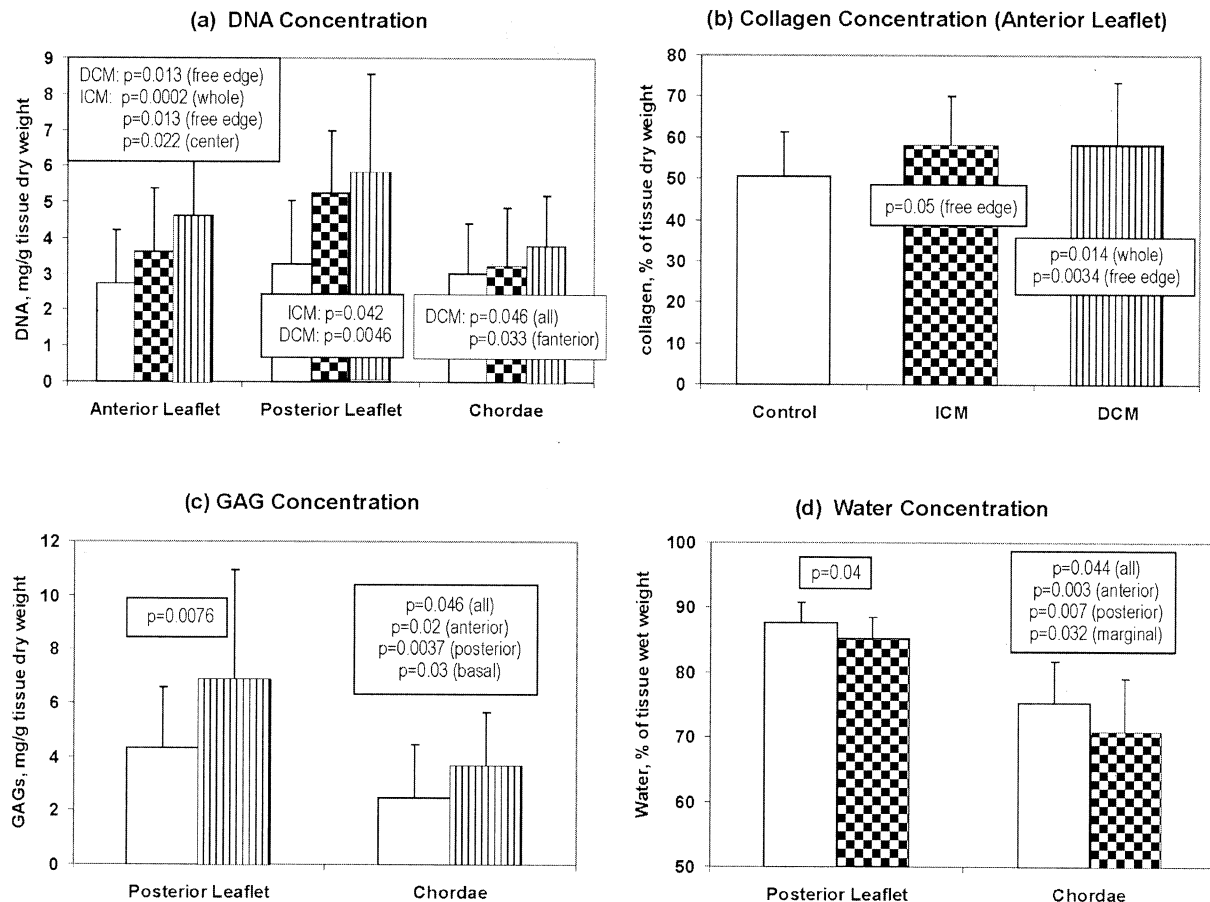 (a) DNA Concentration
DNA, mg/g tissue dry weight
9
8
7
6
5
4
3
2
1
0
DCM: p=0.013 (free edge)
ICM: p=0.0002 (whole)
p=0.013 (free edge)
p=0.022 (center)
ICM: p=0.042
DCM: p=0.0046
DCM: p=0.046 (all)
p=0.033 (fanterior)
Anterior Leaflet
Posterior Leaflet
Chordae
(b) Collagen Concentration (Anterior Leaflet)
collagen, % of tissue dry weight
80
70
60
50
40
30
20
10
0
p=0.05 (free edge)
p=0.014 (whole)
p=0.0034 (free edge)
Control
ICM
DCM
(c) GAG Concentration
GAGs, mg/g tissue dry weight
12
10
8
6
4
2
0
p=0.0076
p=0.046 (all)
p=0.02 (anterior)
p=0.0037 (posterior)
p=0.03 (basal)
Posterior Leaflet
Chordae
(d) Water Concentration
Water, % of tissue wet weight
100
90
80
70
60
50
p=0.04
p=0.044 (all)
p=0.003 (anterior)
p=0.007 (posterior)
p=0.032 (marginal)
Posterior Leaflet
Chordae